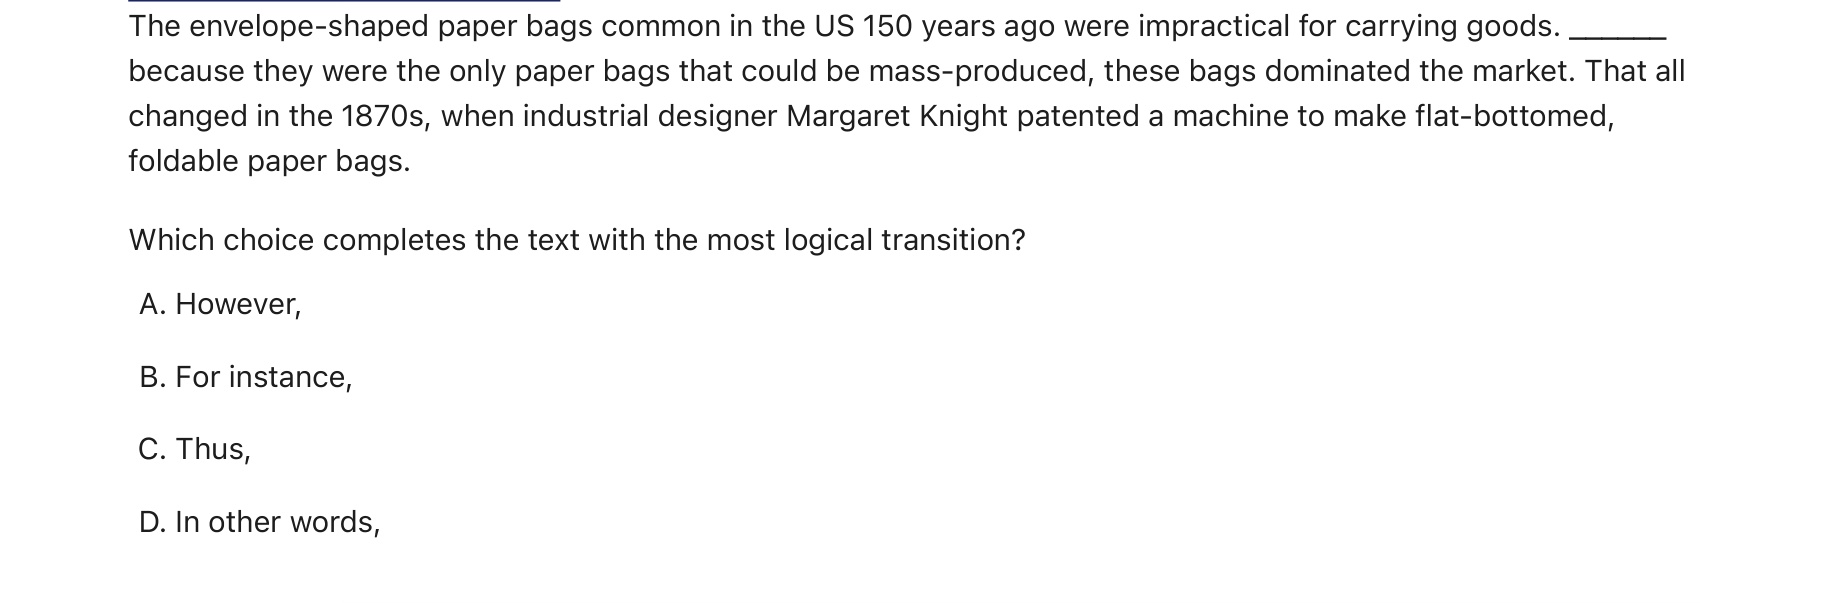 The envelope-shaped paper bags common in the US 150 years ago were impractical for carrying goods. ______
because they were the only paper bags that could be mass-produced, these bags dominated the market. That all
changed in the 1870s, when industrial designer Margaret Knight patented a machine to make flat-bottomed,
foldable paper bags.
Which choice completes the text with the most logical transition?
A. However,
B. For instance,
C. Thus,
D. In other words,